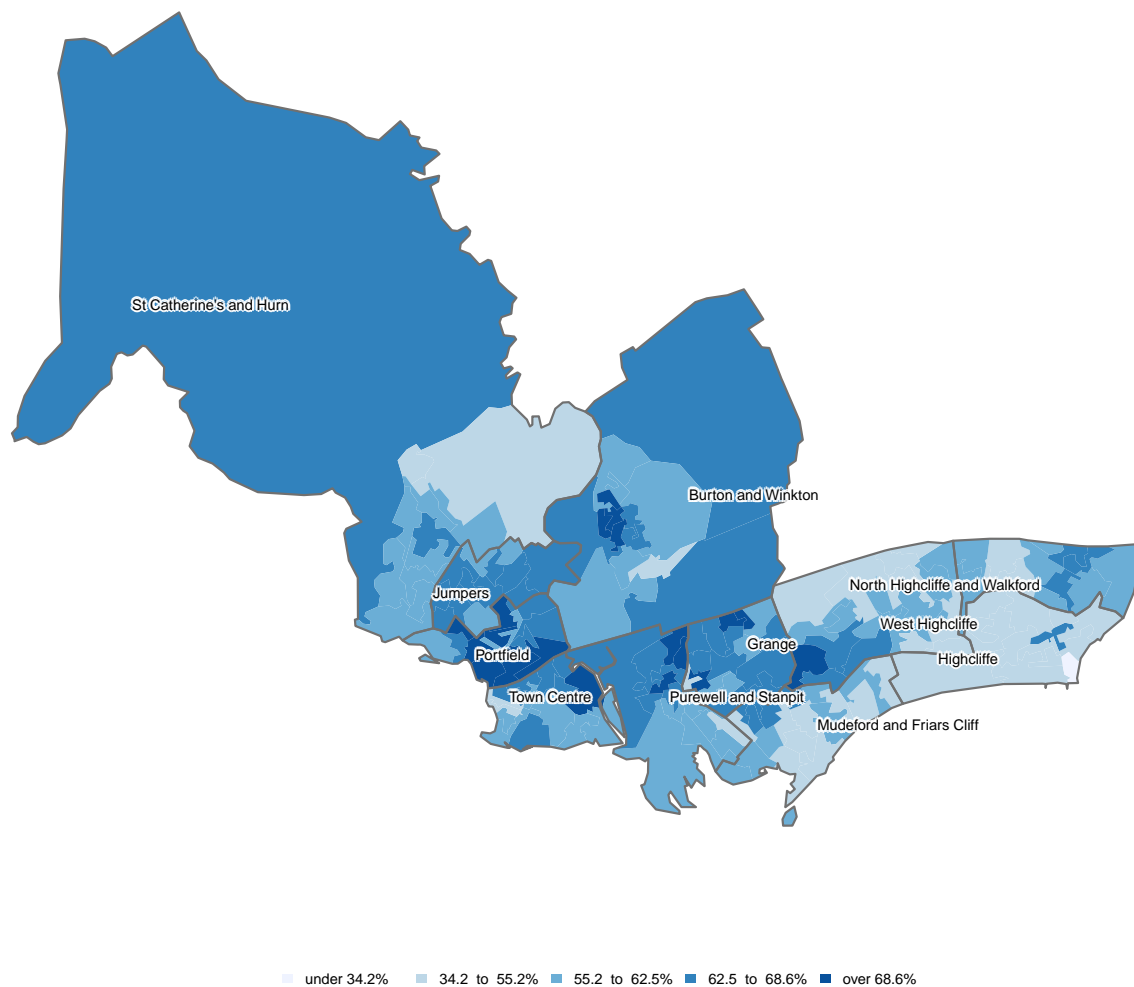 St Catherine's and Hurn
Burton and Winkton
North Highcliffe and Walkford
Jumpers
West Highcliffe
Grange
Portfield
Highcliffe
Town Centre
Purewell and Stanpit
Mudeford and Friars Cliff
under 34.2% 34.2 to 55.2% 55.2 to 62.5% 62.5 to 68.6% over 68.6%